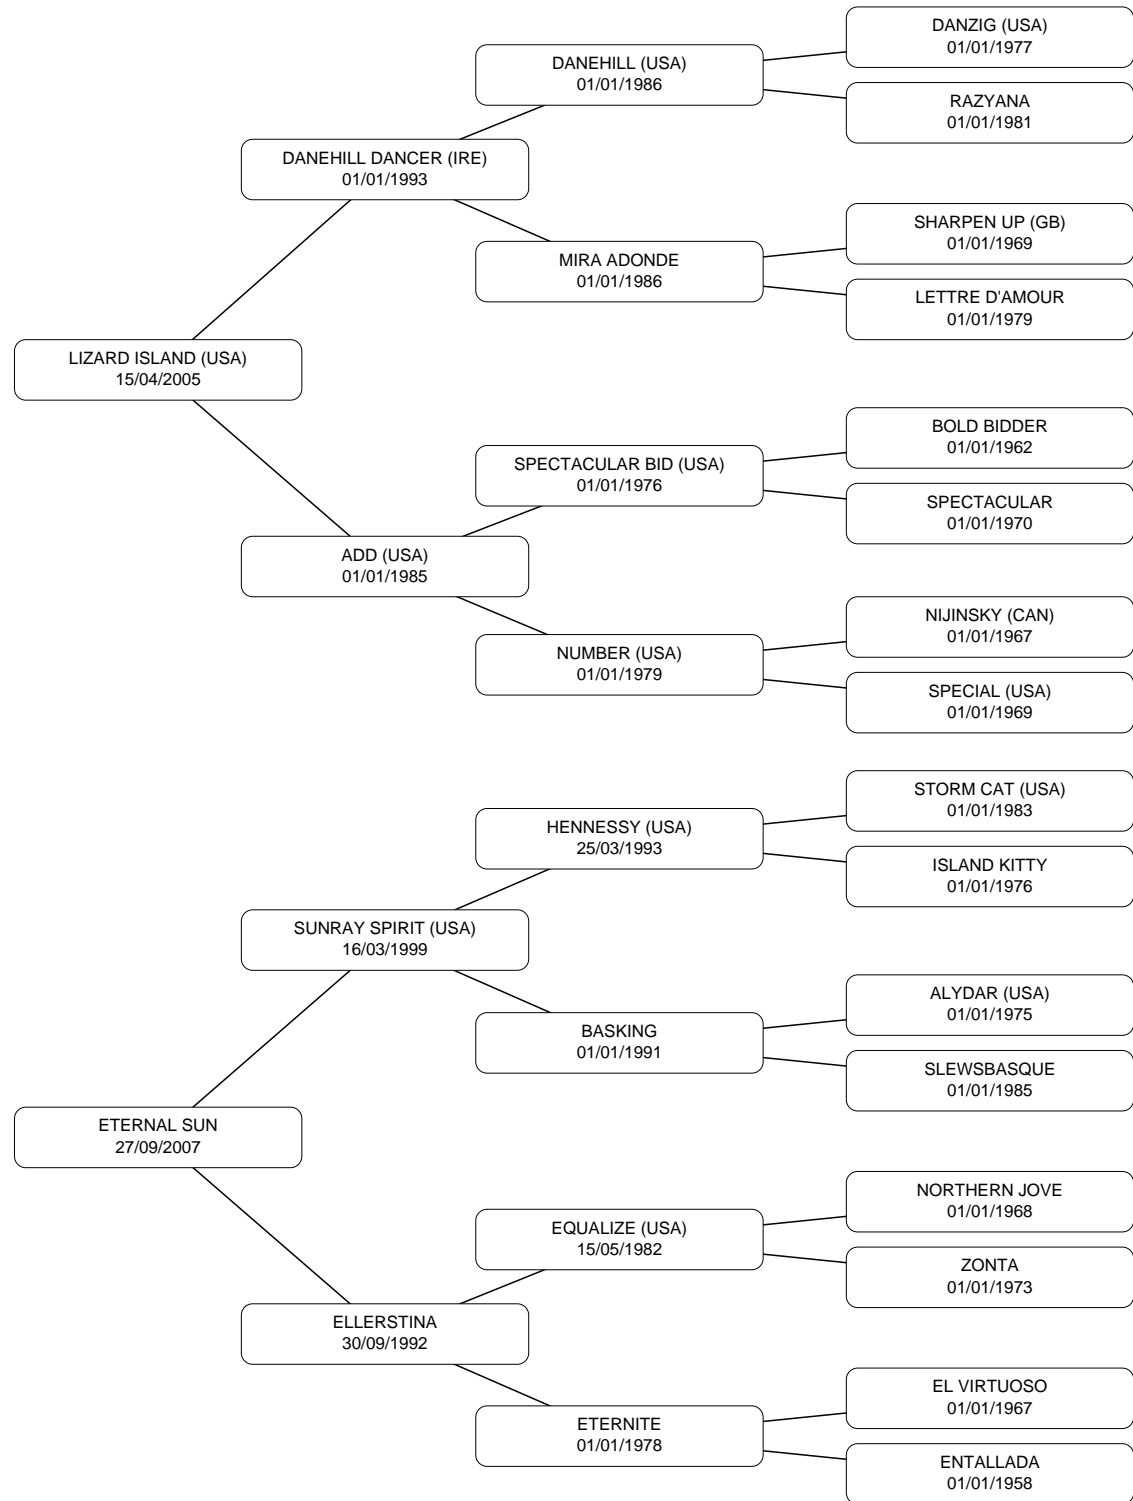 DANZIG (USA)
01/01/1977
DANEHILL (USA)
01/01/1986
RAZYANA
01/01/1981
DANEHILL DANCER (IRE)
01/01/1993
SHARPEN UP (GB)
01/01/1969
MIRA ADONDE
01/01/1986
LETTRE D'AMOUR
01/01/1979
LIZARD ISLAND (USA)
15/04/2005
BOLD BIDDER
01/01/1962
SPECTACULAR BID (USA)
01/01/1976
SPECTACULAR
01/01/1970
ADD (USA)
01/01/1985
NIJINSKY (CAN)
01/01/1967
NUMBER (USA)
01/01/1979
SPECIAL (USA)
01/01/1969
STORM CAT (USA)
01/01/1983
HENNESSY (USA)
25/03/1993
ISLAND KITTY
01/01/1976
SUNRAY SPIRIT (USA)
16/03/1999
ALYDAR (USA)
01/01/1975
BASKING
01/01/1991
SLEWSBASQUE
01/01/1985
ETERNAL SUN
27/09/2007
NORTHERN JOVE
01/01/1968
EQUALIZE (USA)
15/05/1982
ZONTA
01/01/1973
ELLERSTINA
30/09/1992
EL VIRTUOSO
01/01/1967
ETERNITE
01/01/1978
ENTALLADA
01/01/1958